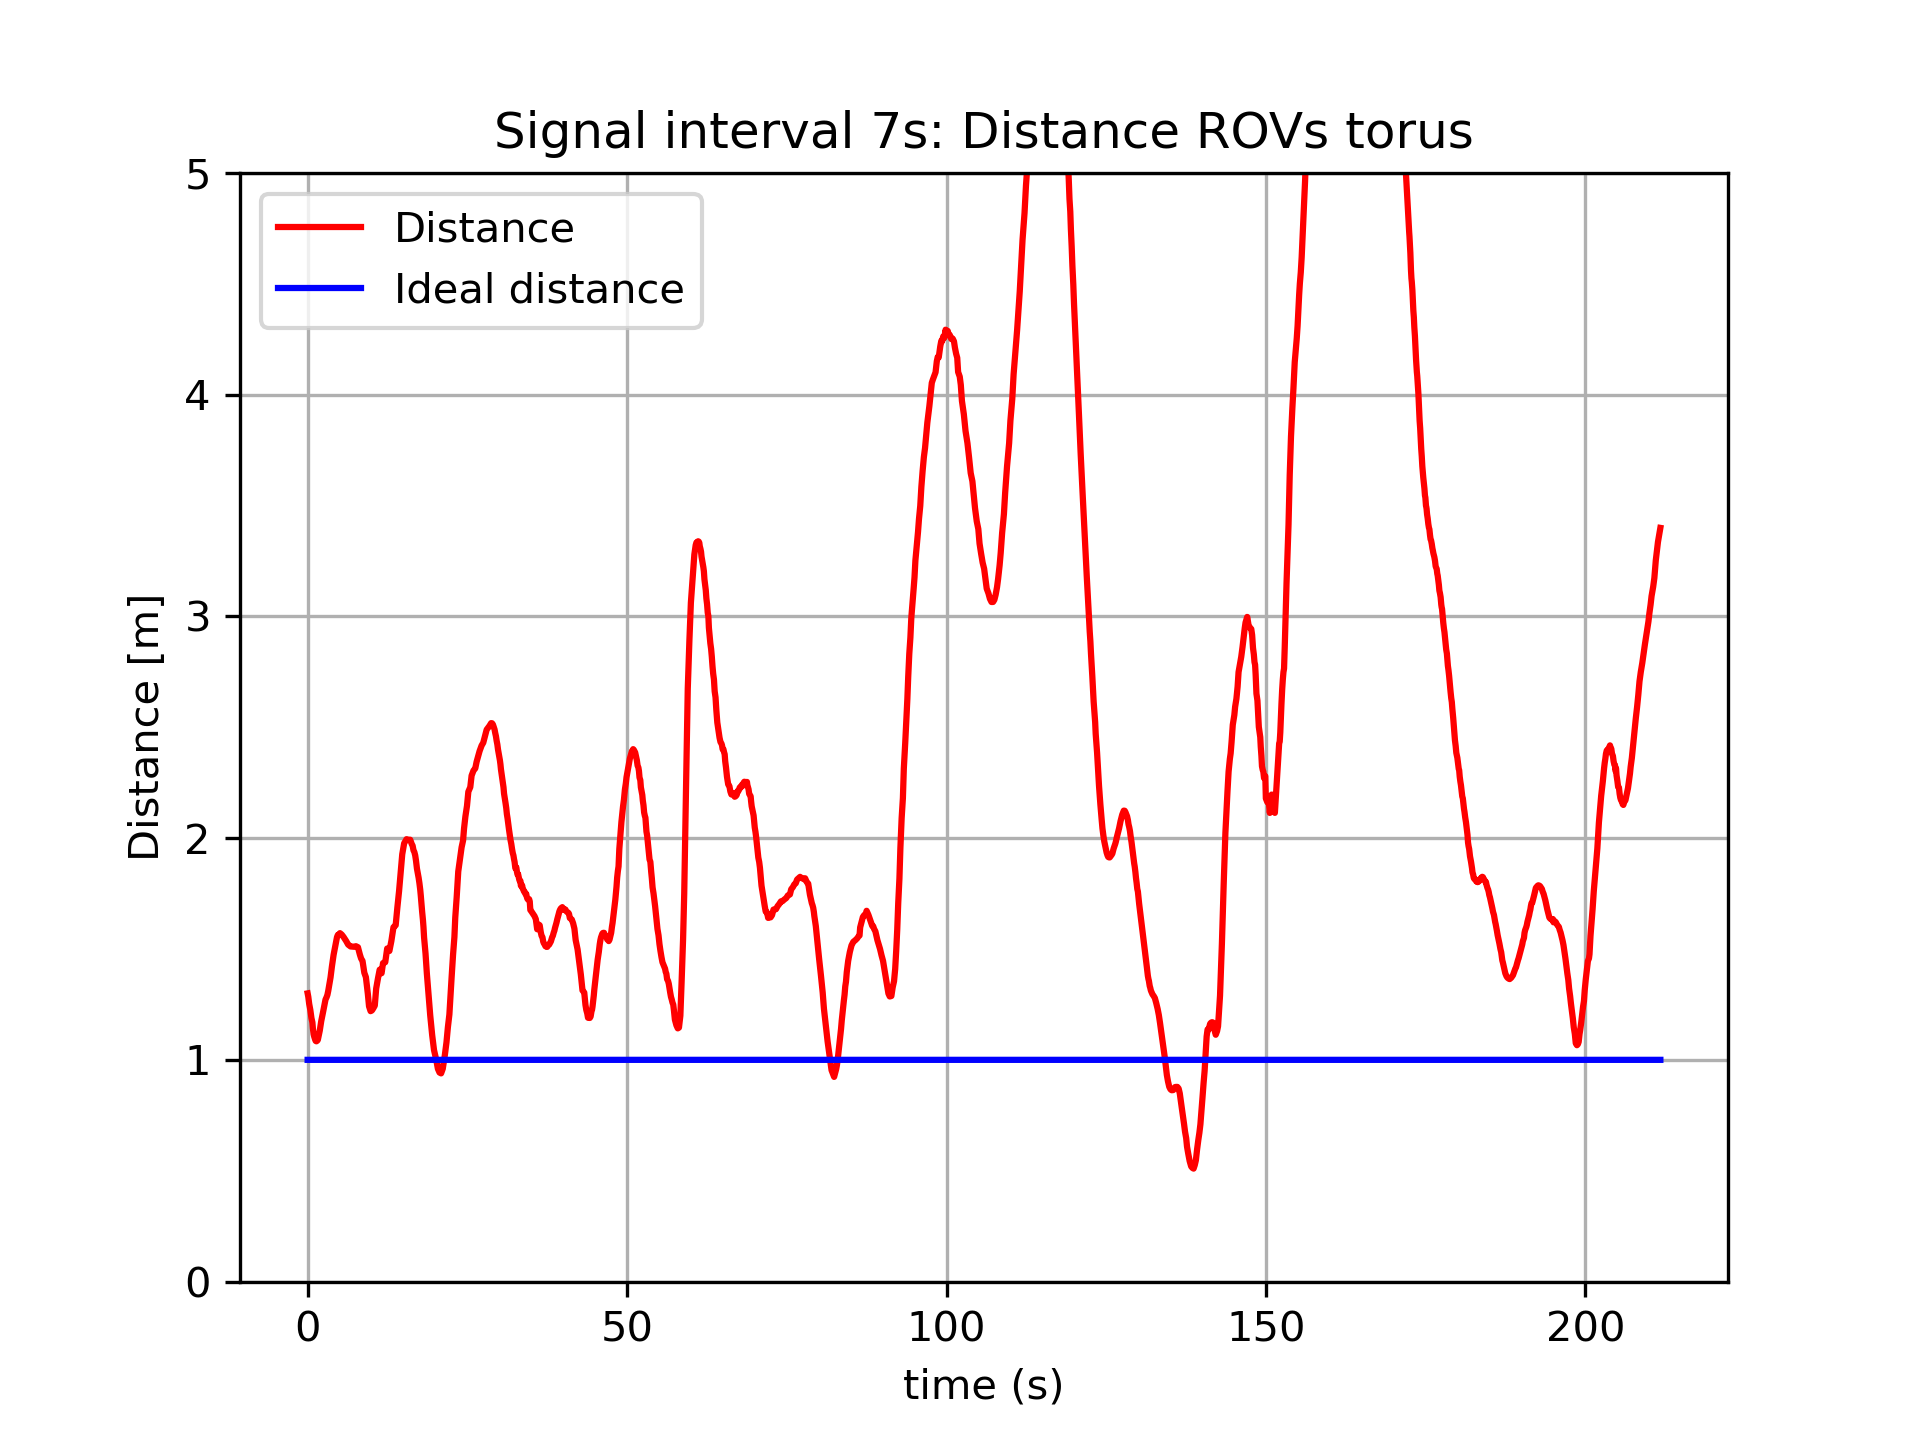 Signal interval 7s: Distance ROVs torus
Distance
Ideal distance
Distance [m]
5
4
3
2
1
0
0 50 100 150 200
time (s)